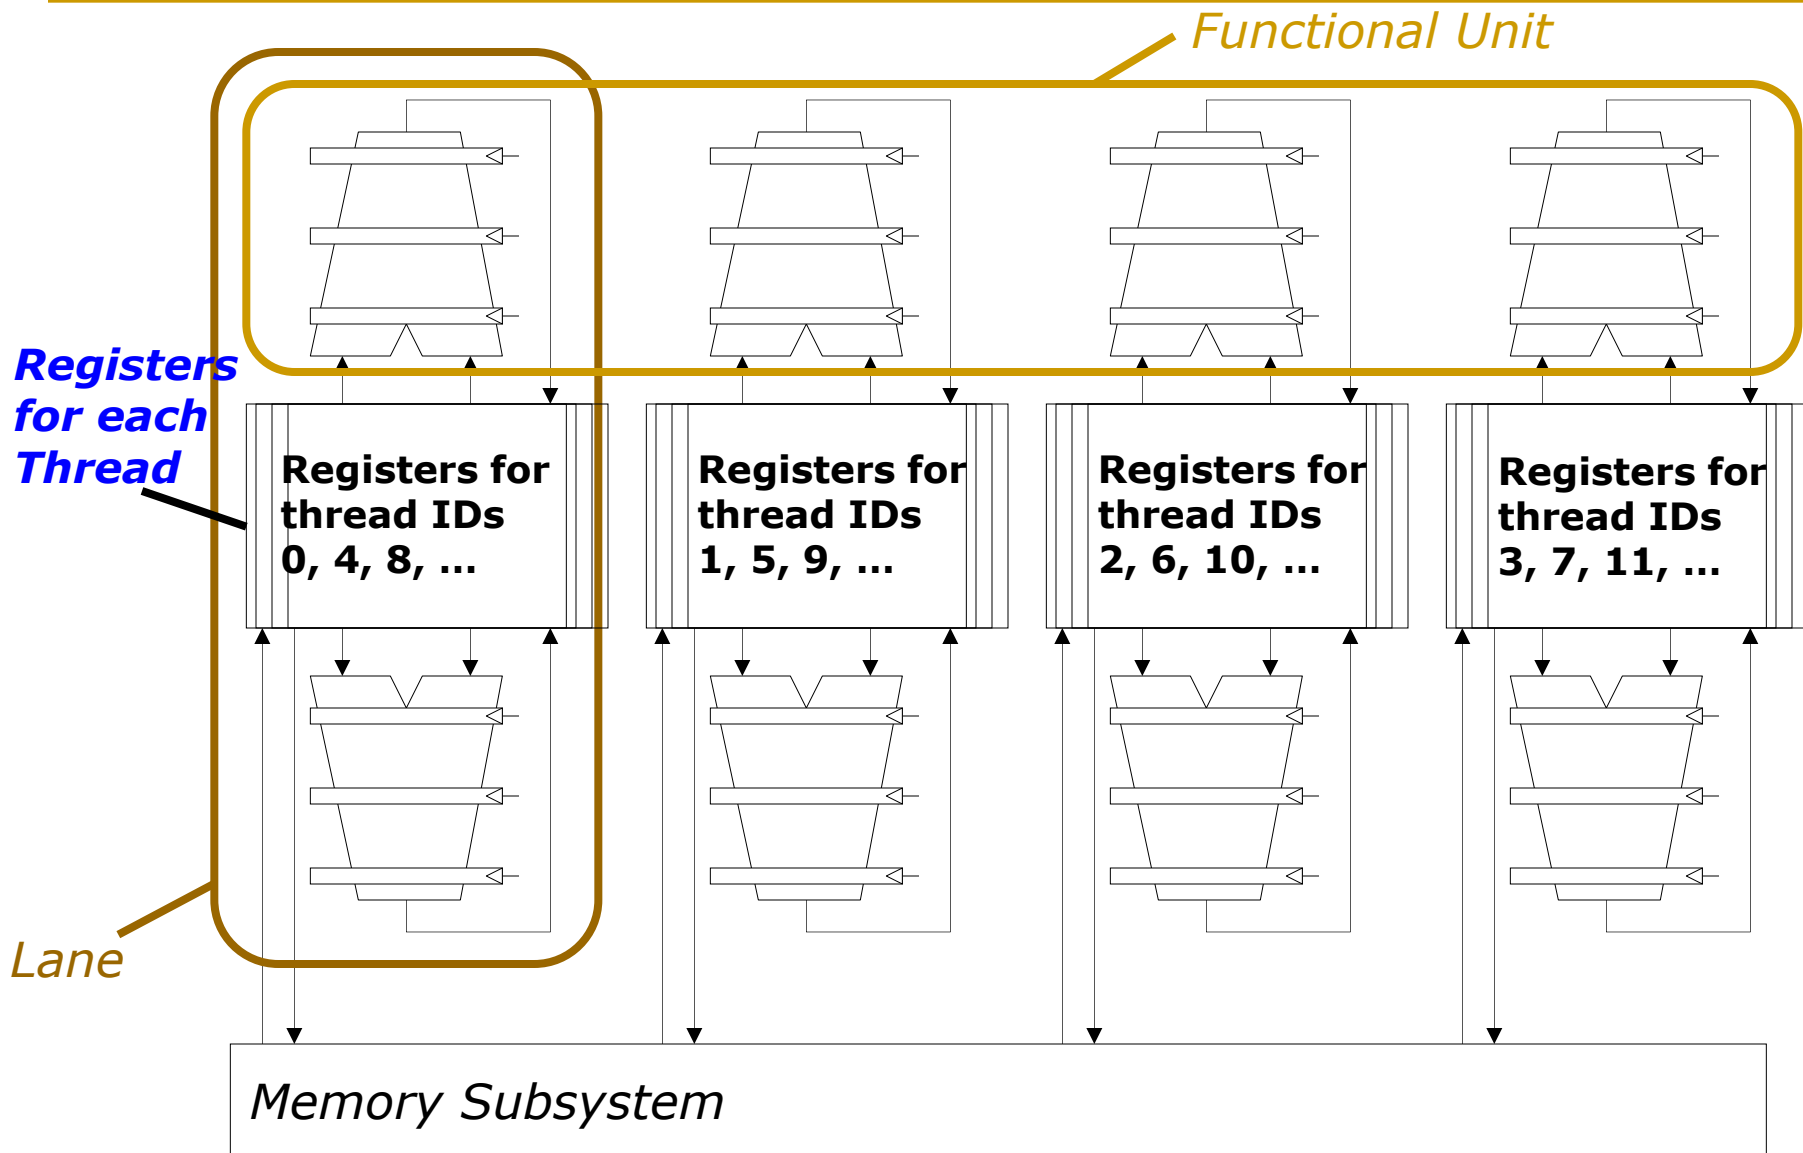 Functional Unit
Registers
for each
Thread
Registers for
thread IDs
0, 4, 8, …
Registers for
thread IDs
1, 5, 9, …
Registers for
thread IDs
2, 6, 10, …
Registers for
thread IDs
3, 7, 11, …
Lane
Memory Subsystem